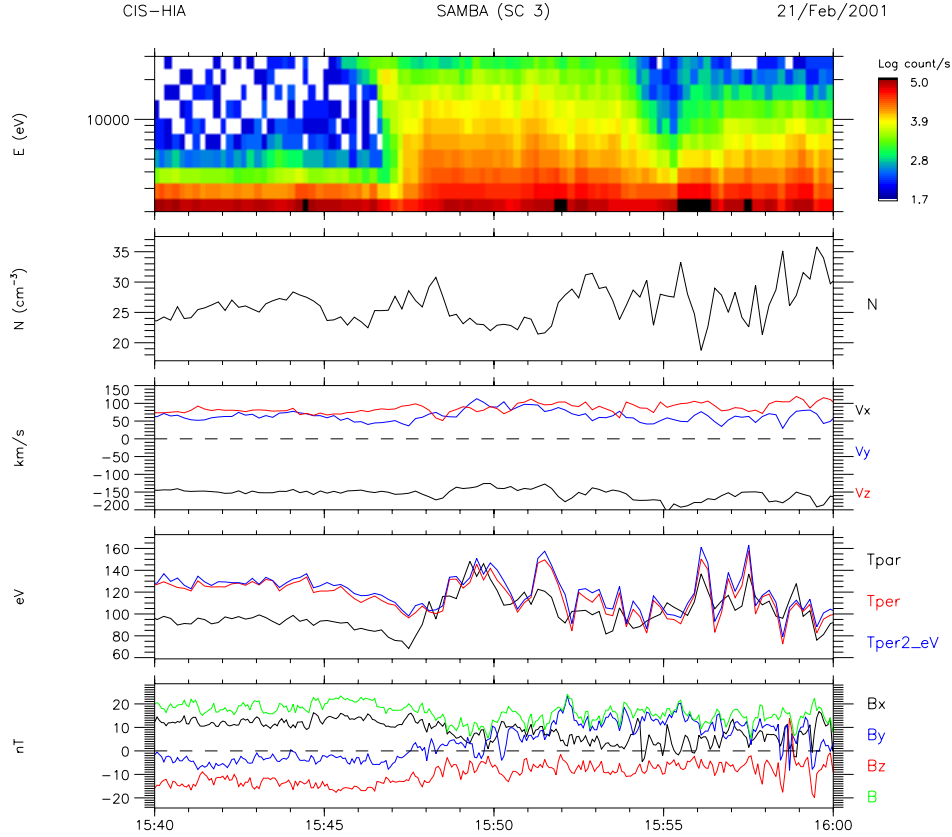 CIS-HIA SAMBA (SC 3) 21/Feb/2001
Log count/s
5.0
3.9
2.8
1.7
E (eV)
10000
N (cm⁻³)
35
30
25
20
N
km/s
150
100
50
0
-50
-100
-150
-200
Vx
Vy
Vz
eV
160
140
120
100
80
60
Tpar
Tper
Tper2_eV
nT
20
10
0
-10
-20
Bx
By
Bz
B
15:40 15:45 15:50 15:55 16:00